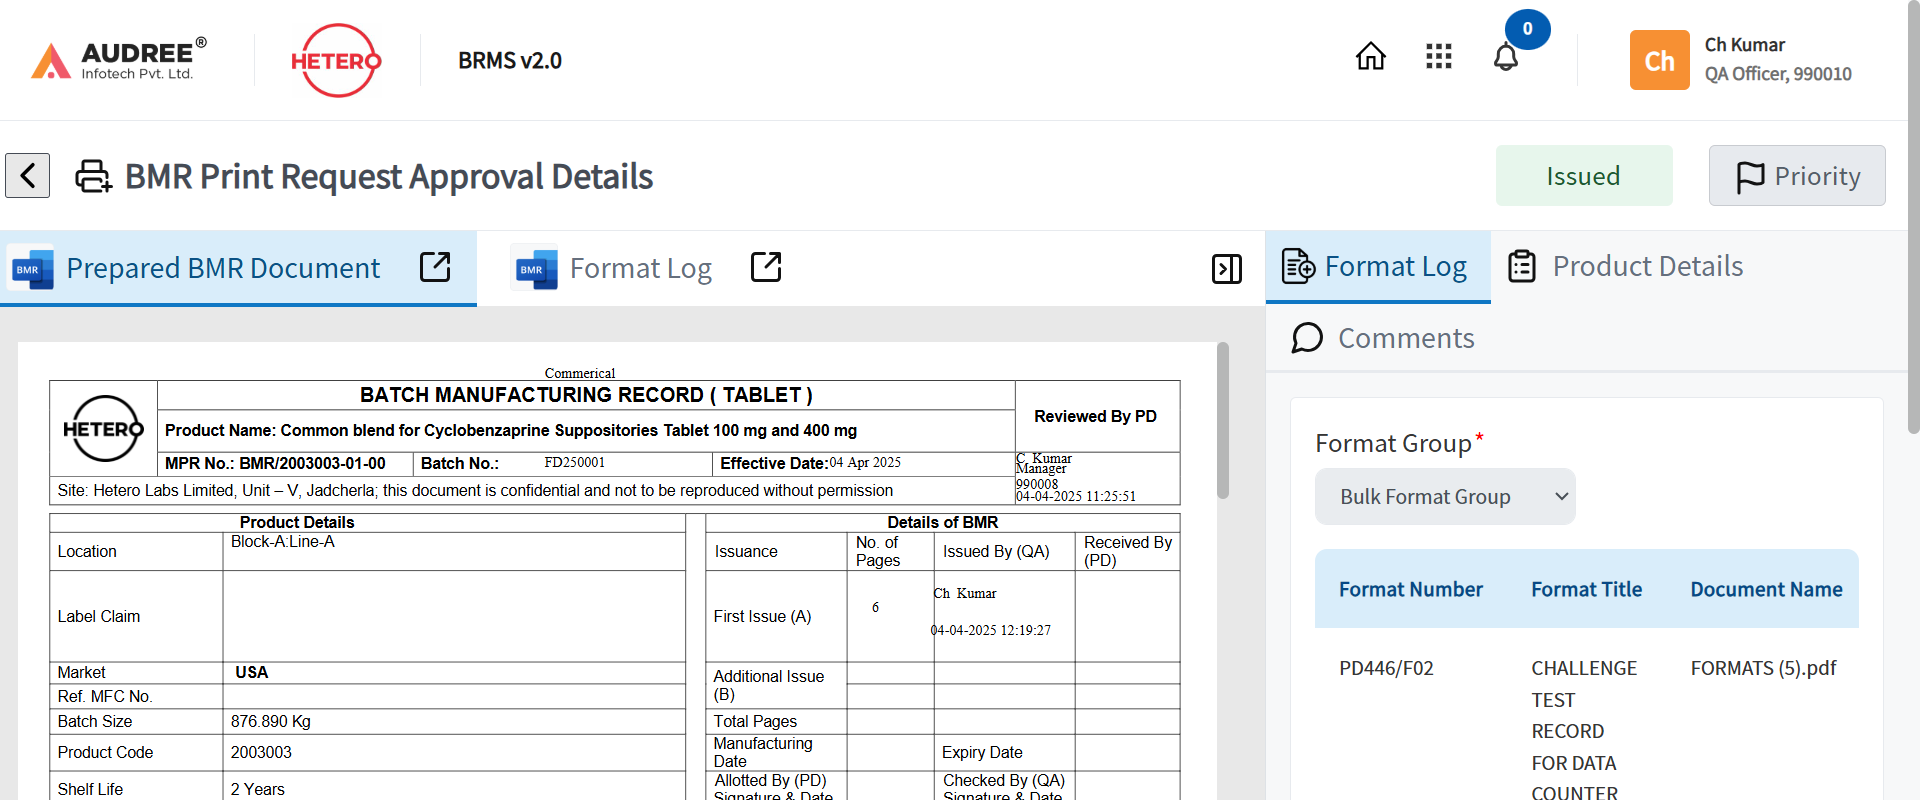 AUDREE®
Infotech Pvt. Ltd.
HETERO
BRMS v2.0
0
Ch
Ch Kumar
QA Officer, 990010
BMR Print Request Approval Details
Issued
Priority
BMR
Prepared BMR Document
BMR
Format Log
Format Log
Product Details
Comments
Commerical
HETERO
BATCH MANUFACTURING RECORD ( TABLET )
Product Name: Common blend for Cyclobenzaprine Suppositories Tablet 100 mg and 400 mg
Reviewed By PD
MPR No.: BMR/2003003-01-00
Batch No.:
FD250001
Effective Date:04 Apr 2025
Site: Hetero Labs Limited, Unit – V, Jadcherla; this document is confidential and not to be reproduced without permission
C. Kumar
Manager
990008
04-04-2025 11:25:51
Product Details
Location
Block-A:Line-A
Label Claim
Market
USA
Ref. MFC No.
Batch Size
876.890 Kg
Product Code
2003003
Shelf Life
2 Years
Details of BMR
Issuance
No. of
Pages
Issued By (QA)
Received By
(PD)
First Issue (A)
6
Ch Kumar
04-04-2025 12:19:27
Additional Issue
(B)
Total Pages
Manufacturing
Date
Expiry Date
Allotted By (PD)
Signature & Date
Checked By (QA)
Signature & Date
Format Group*
Bulk Format Group
Format Number
Format Title
Document Name
PD446/F02
CHALLENGE
TEST
RECORD
FOR DATA
COUNTER
FORMATS (5).pdf